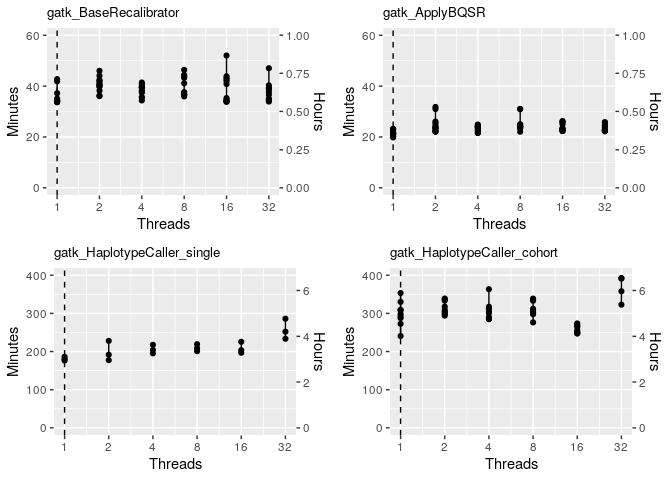 gatk_BaseRecalibrator
60
40
20
0
1.00
0.75
0.50
0.25
0.00
Minutes
Hours
1 2 4 8 16 32
Threads
gatk_ApplyBQSR
60
40
20
0
1.00
0.75
0.50
0.25
0.00
Minutes
Hours
1 2 4 8 16 32
Threads
gatk_HaplotypeCaller_single
400
300
200
100
0
6
4
2
0
Minutes
Hours
1 2 4 8 16 32
Threads
gatk_HaplotypeCaller_cohort
400
300
200
100
0
6
4
2
0
Minutes
Hours
1 2 4 8 16 32
Threads